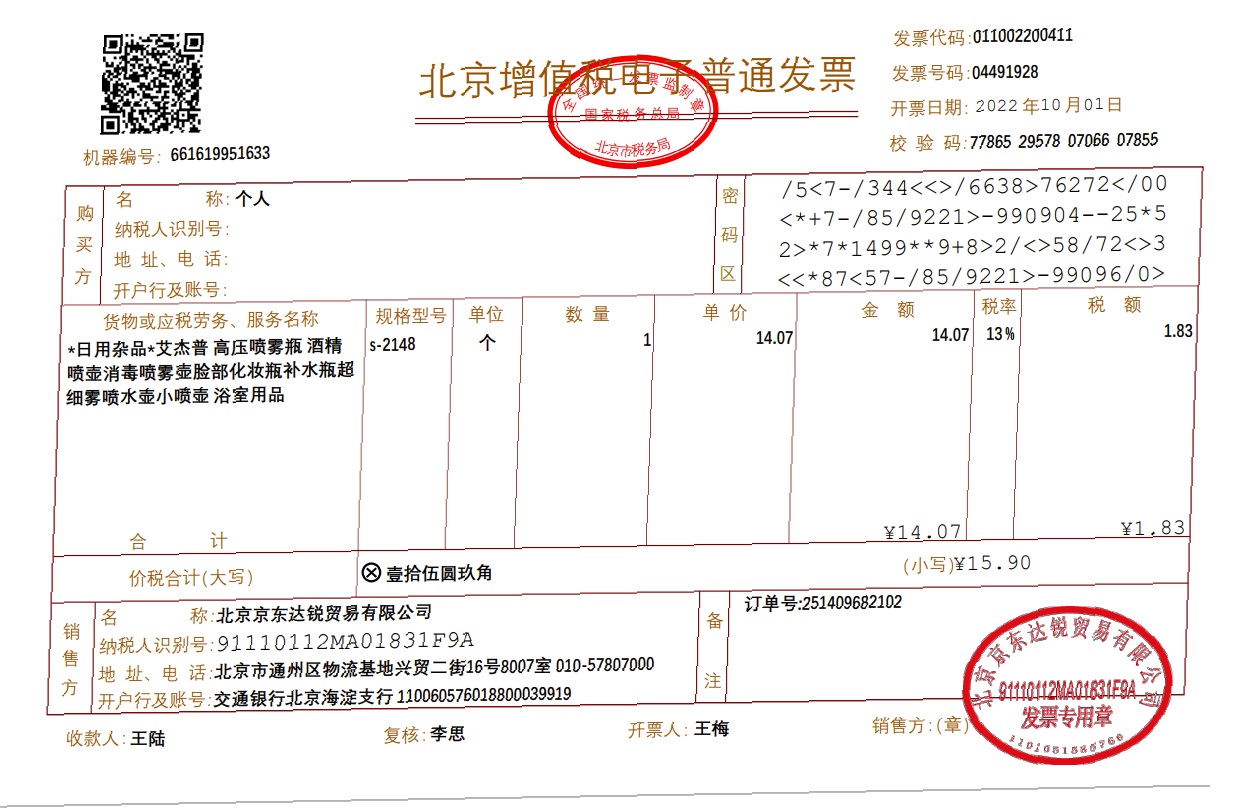 北京增值税电子普通发票
全国统一发票监制章
国家税务总局
北京市税务局
发票代码:011002200411
发票号码:04491928
开票日期: 2022 年10 月01日
校 验 码:77865 29578 07066 07855
机器编号: 661619951633
购买方
名 称:个人
纳税人识别号:
地 址、电 话:
开户行及账号:
密码区
/5<7-/344<<>/6638>76272</00
<*+7-/85/9221>-990904--25*5
2>*7*1499**9+8>2/<>58/72<>3
<<*87<57-/85/9221>-99096/0>
货物或应税劳务、服务名称 规格型号 单位 数 量 单 价 金 额 税率 税 额
*日用杂品*艾杰普 高压喷雾瓶 酒精 s-2148 个 1 14.07 14.07 13% 1.83
喷壶消毒喷雾壶脸部化妆瓶补水瓶超
细雾喷水壶小喷壶 浴室用品
合 计 ¥14.07 ¥1.83
价税合计(大写) ⊗ 壹拾伍圆玖角 (小写)¥15.90
销售方
名 称:北京京东达锐贸易有限公司
纳税人识别号:91110112MA01831F9A
地 址、电 话:北京市通州区物流基地兴贸二街16号8007室 010-57807000
开户行及账号:交通银行北京海淀支行 110060576018800039919
备注
订单号:251409682102
北京京东达锐贸易有限公司
91110112MA01831F9A
发票专用章
收款人:王陆 复核:李思 开票人:王梅 销售方:(章)